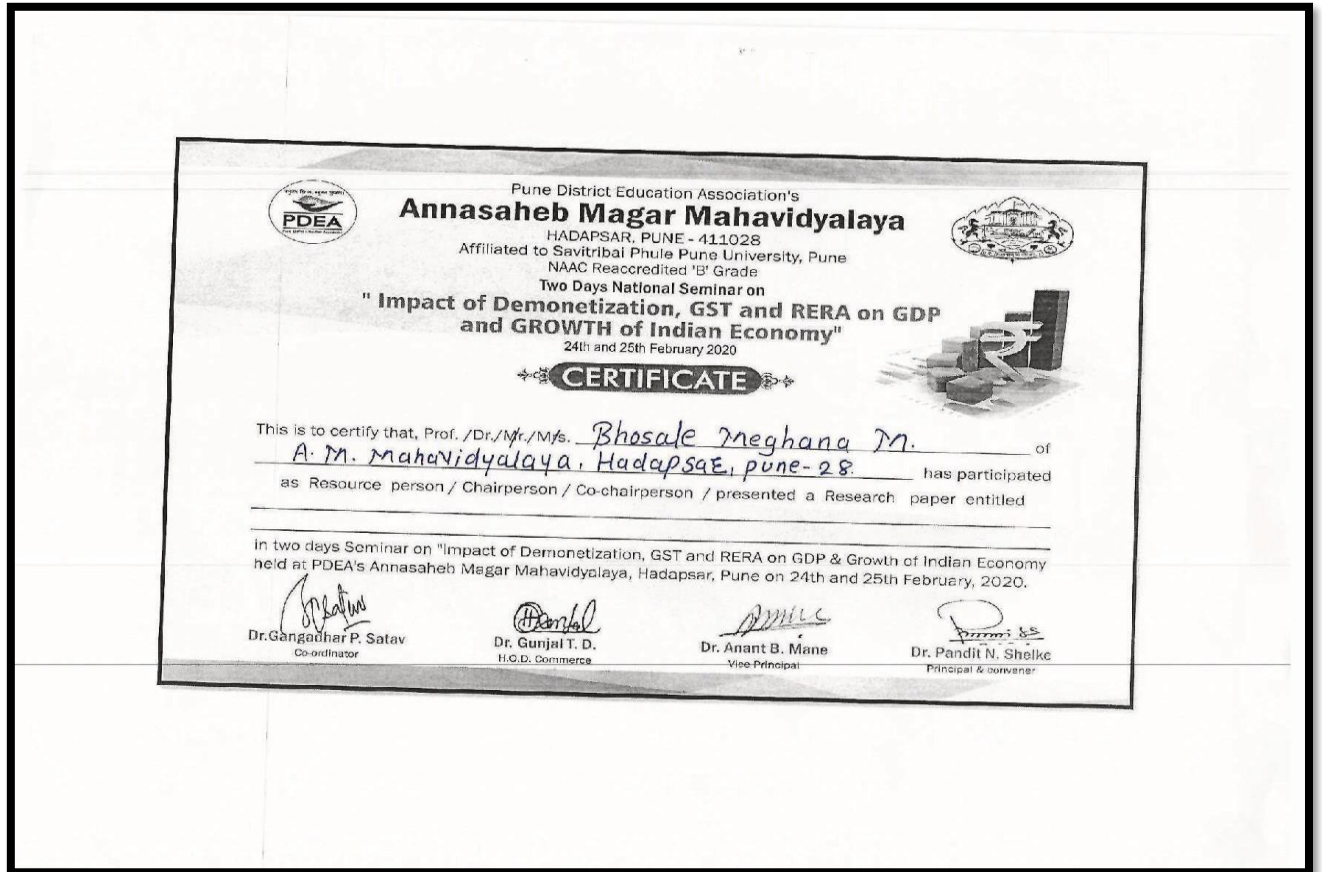 Pune District Education Association's
PDEA
Annasaheb Magar Mahavidyalaya
HADAPSAR, PUNE - 411028
Affiliated to Savitribai Phule Pune University, Pune
NAAC Reaccredited 'B' Grade
Two Days National Seminar on
" Impact of Demonetization, GST and RERA on GDP
and GROWTH of Indian Economy"
24th and 25th February 2020
CERTIFICATE
This is to certify that, Prof. /Dr./Mr./M/s. Bhosale Meghana M. of
A. M. Mahavidyalaya, Hadapsar, pune-28. has participated
as Resource person / Chairperson / Co-chairperson / presented a Research paper entitled
in two days Seminar on "Impact of Demonetization, GST and RERA on GDP & Growth of Indian Economy
held at PDEA's Annasaheb Magar Mahavidyalaya, Hadapsar, Pune on 24th and 25th February, 2020.
Dr.Gangadhar P. Satav Dr. Gunjal T. D. Dr. Anant B. Mane Dr. Pandit N. Shelke
Co-ordinator H.O.D. Commerce Vice Principal Principal & convener